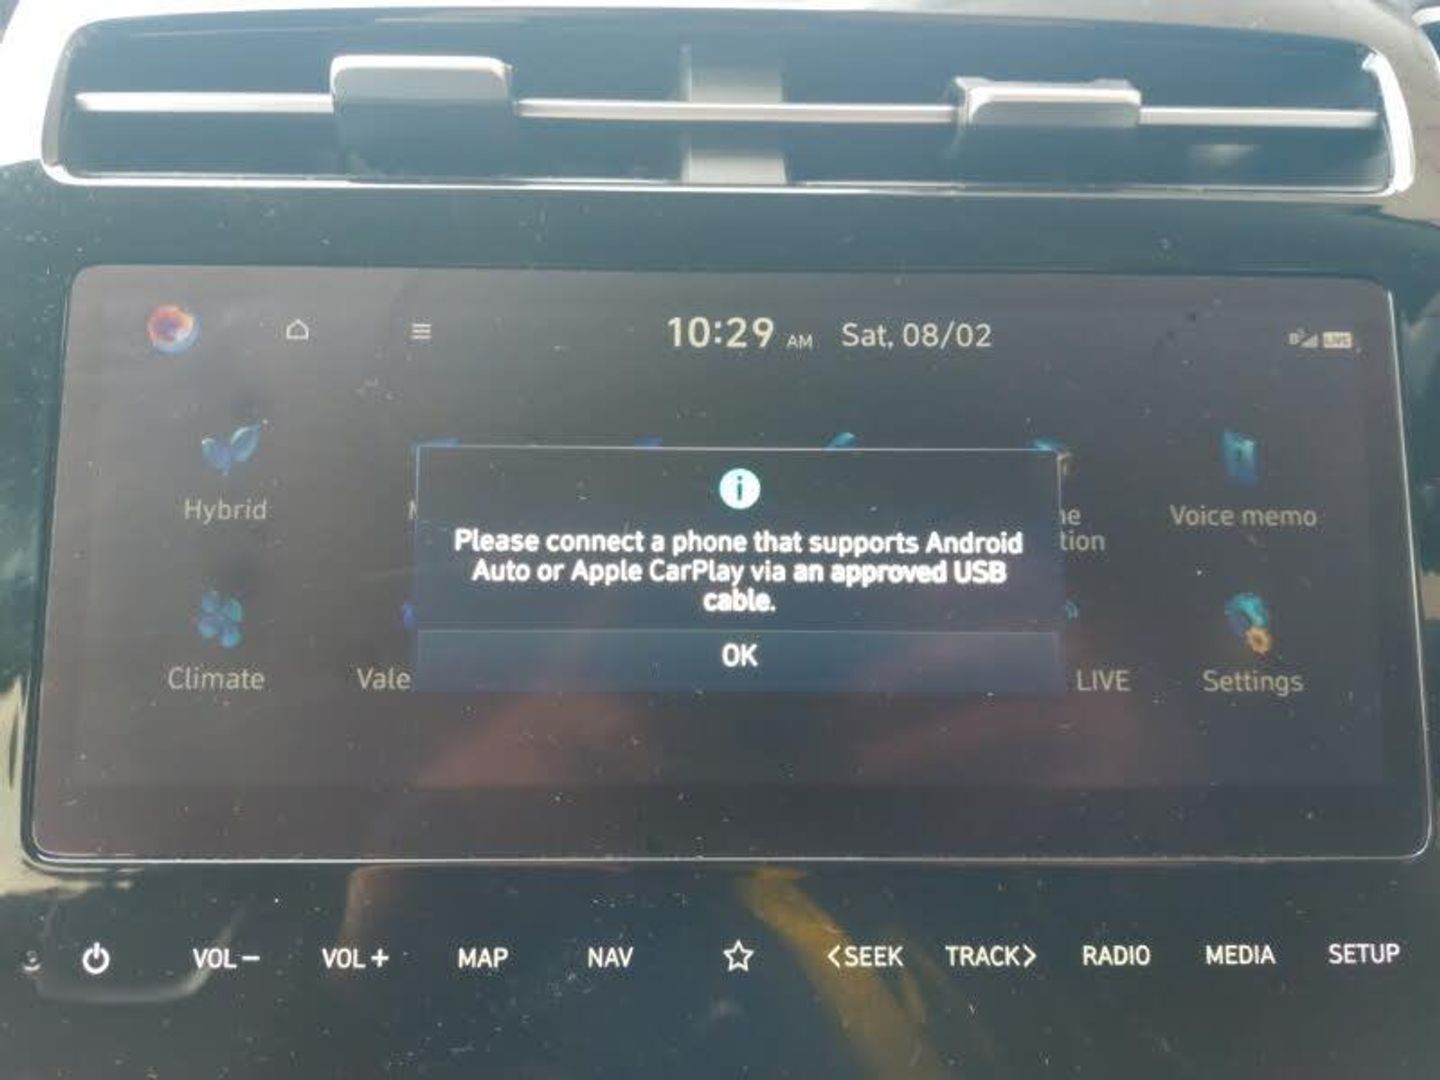 10:29 AM Sat, 08/02
LIVE
Hybrid
Voice memo
Please connect a phone that supports Android
Auto or Apple CarPlay via an approved USB
cable.
OK
Climate
LIVE
Settings
VOL− VOL+ MAP NAV <SEEK TRACK> RADIO MEDIA SETUP